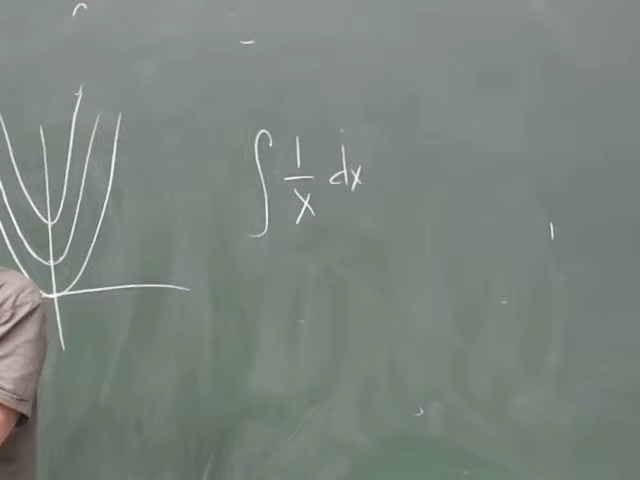 ∫ 1/x dx